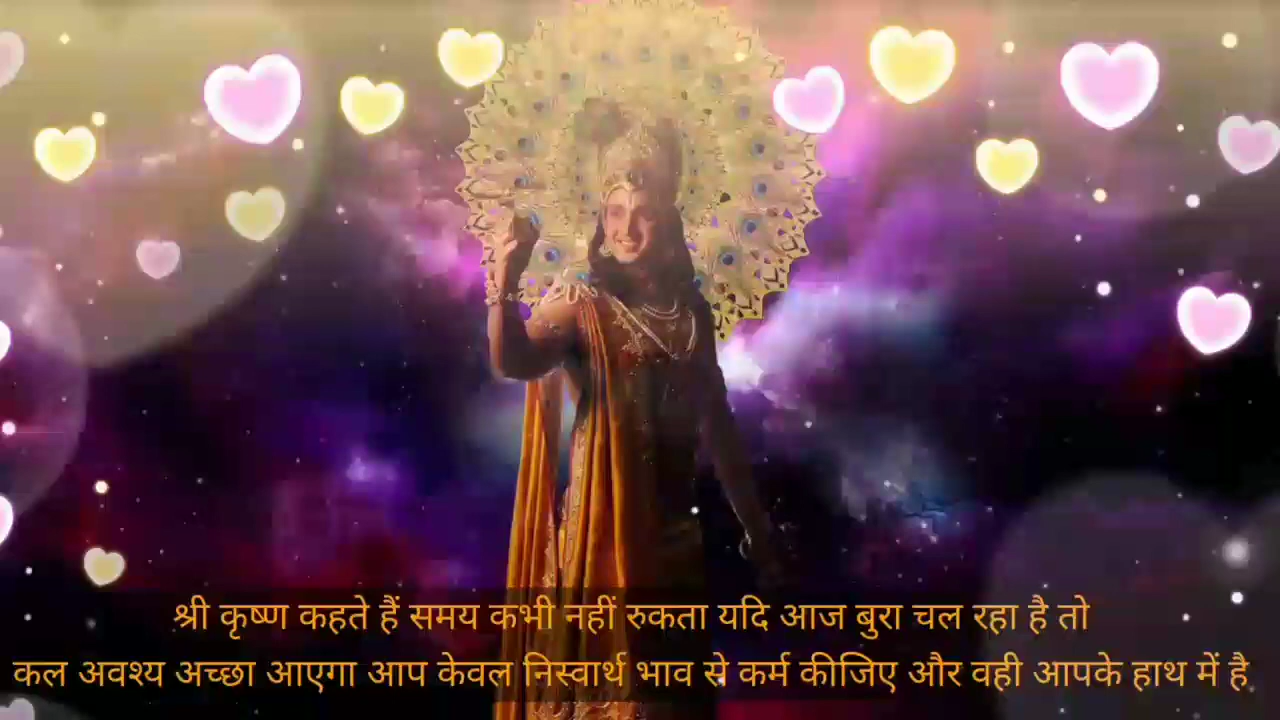 श्री कृष्ण कहते हैं समय कभी नहीं रुकता यदि आज बुरा चल रहा है तो
कल अवश्य अच्छा आएगा आप केवल निस्वार्थ भाव से कर्म कीजिए और वही आपके हाथ में है